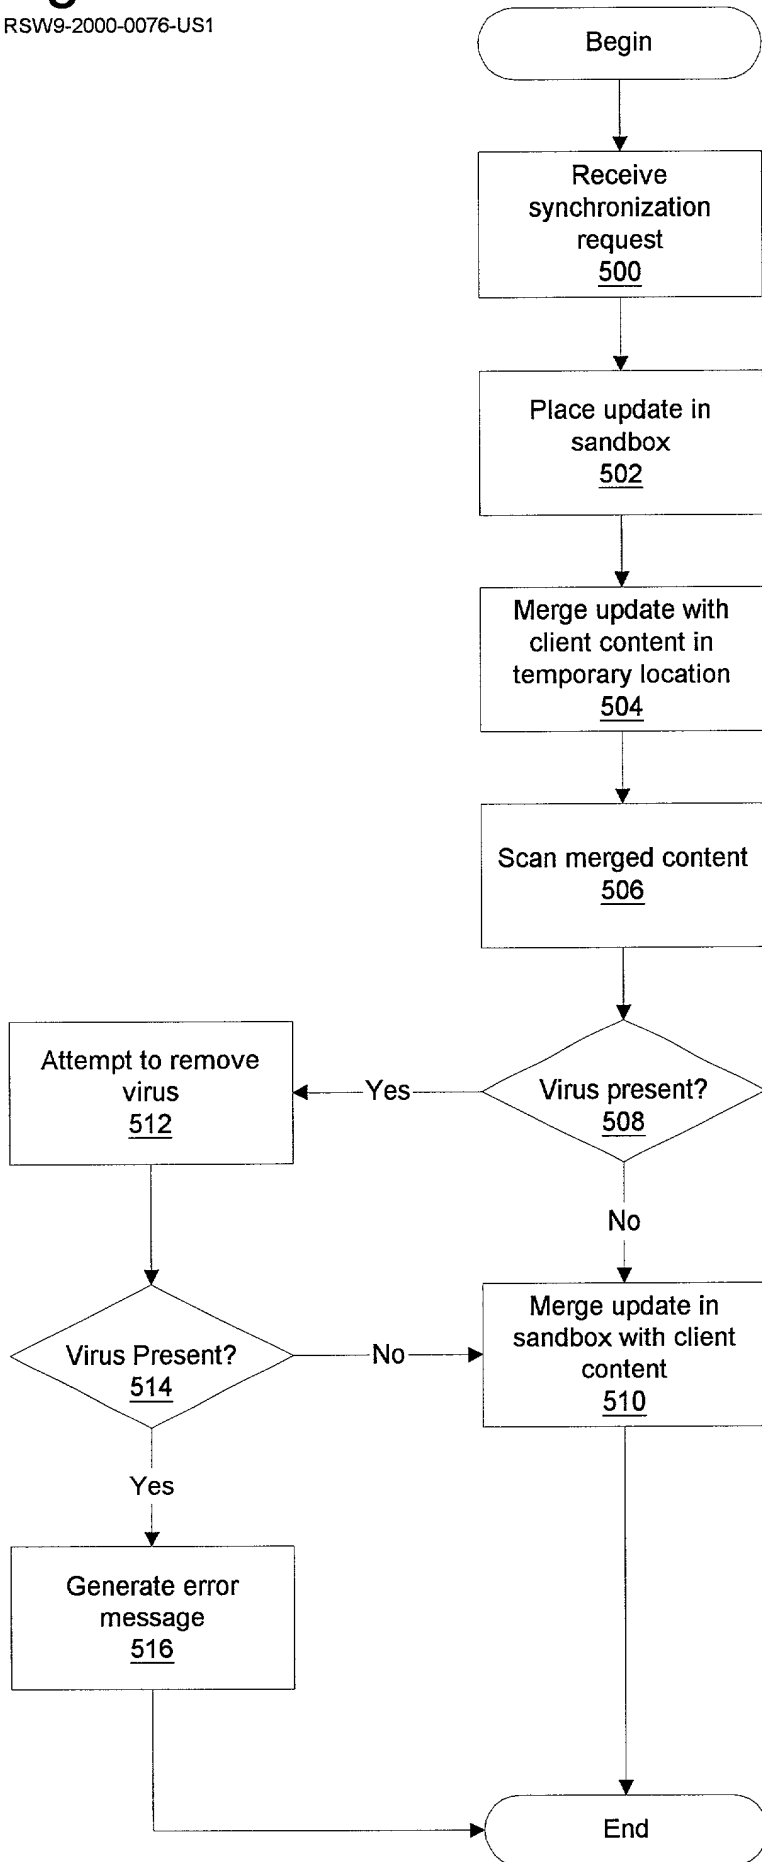 RSW9-2000-0076-US1
Begin
Receive
synchronization
request
500
Place update in
sandbox
502
Merge update with
client content in
temporary location
504
Scan merged content
506
Virus present?
508
Yes
No
Attempt to remove
virus
512
Virus Present?
514
No
Yes
Merge update in
sandbox with client
content
510
Generate error
message
516
End